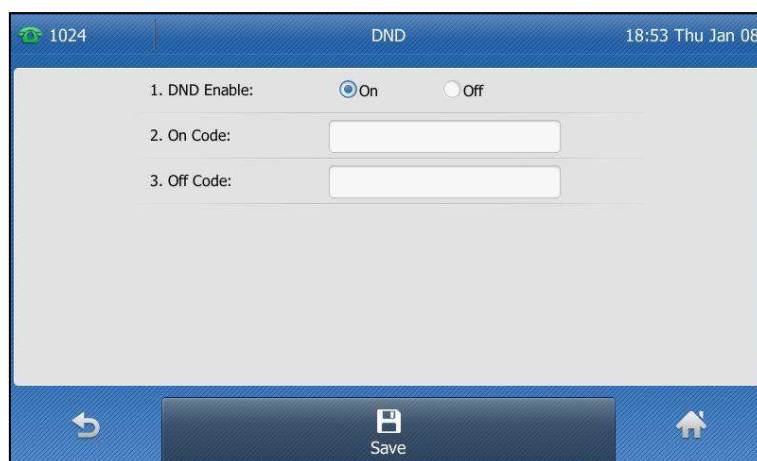 1024 DND 18:53 Thu Jan 08
1. DND Enable: On Off
2. On Code:
3. Off Code:
Save